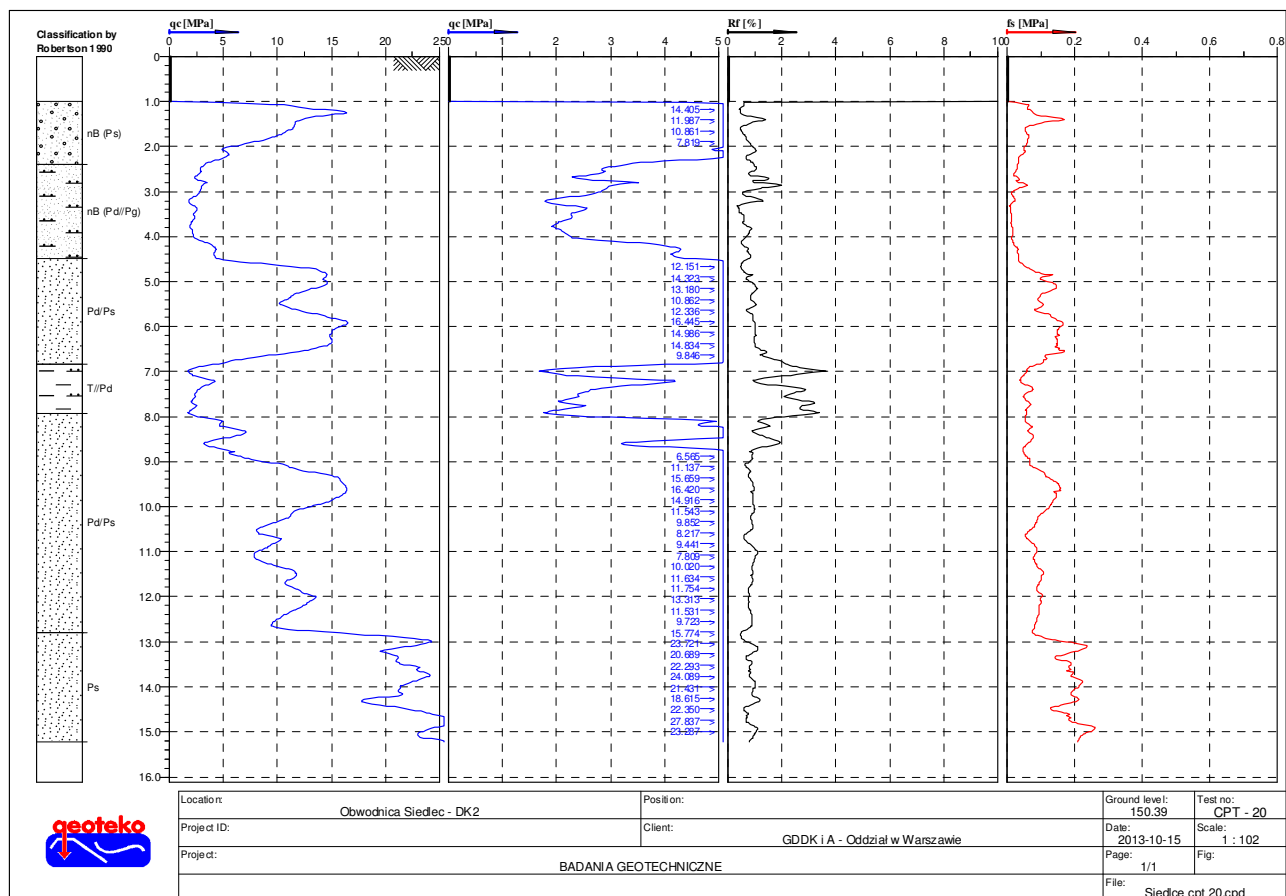 Classification by
Robertson 1990
qc [MPa]
qc [MPa]
Rf [%]
fs [MPa]
0 5 10 15 20 25
0 1 2 3 4 5
0 2 4 6 8 10
0 0.2 0.4 0.6 0.8
0
1.0
2.0
3.0
4.0
5.0
6.0
7.0
8.0
9.0
10.0
11.0
12.0
13.0
14.0
15.0
16.0
nB (Ps)
nB (Pd//Pg)
Pd/Ps
T//Pd
Pd/Ps
Ps
14.405
11.987
10.861
7.819
12.151
14.323
13.180
10.862
12.336
16.445
14.986
14.834
9.846
6.565
11.137
15.659
16.420
14.916
11.543
9.852
8.217
9.441
7.809
10.020
11.634
11.754
13.313
11.531
9.723
15.774
23.721
20.689
22.293
24.089
21.431
18.615
22.350
27.837
23.287
geoteko
Location:
Obwodnica Siedlec - DK2
Position:
Ground level:
150.39
Test no:
CPT - 20
Project ID:
Client:
GDDK i A - Oddział w Warszawie
Date:
2013-10-15
Scale:
1 : 102
Project:
BADANIA GEOTECHNICZNE
Page:
1/1
Fig:
File:
Siedlce cpt 20.cpd